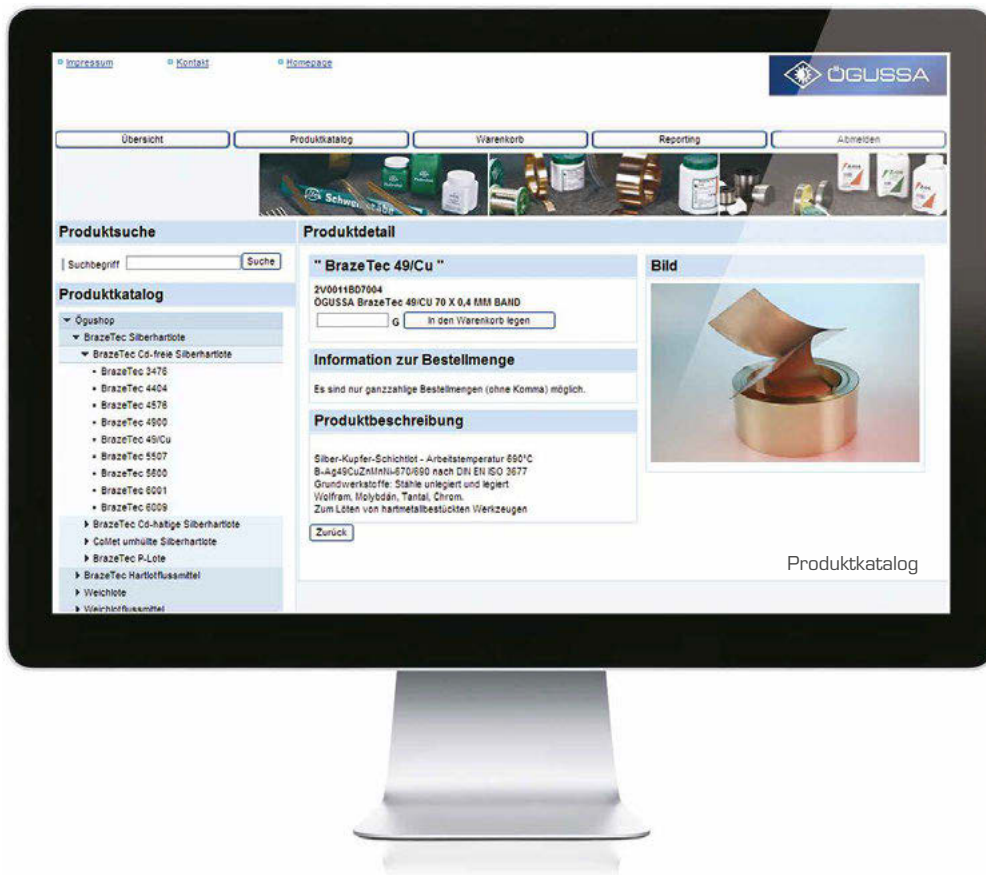 Impressum
Kontakt
Homepage
ÖGUSSA
Übersicht
Produktkatalog
Warenkorb
Reporting
Abmelden
Schweißstäbe
Produktsuche
Suchbegriff
Suche
Produktkatalog
Ögushop
BrazeTec Silberhartlote
BrazeTec Cd-freie Silberhartlote
BrazeTec 3476
BrazeTec 4404
BrazeTec 4576
BrazeTec 4900
BrazeTec 49/Cu
BrazeTec 5507
BrazeTec 5600
BrazeTec 6001
BrazeTec 6009
BrazeTec Cd-haltige Silberhartlote
CoMet umhüllte Silberhartlote
BrazeTec P-Lote
BrazeTec Hartlotflussmittel
Weichlote
Weichlotflussmittel
Produktdetail
" BrazeTec 49/Cu "
2V0011BD7004
ÖGUSSA BrazeTec 49/CU 70 X 0,4 MM BAND
G
In den Warenkorb legen
Information zur Bestellmenge
Es sind nur ganzzahlige Bestellmengen (ohne Komma) möglich.
Produktbeschreibung
Silber-Kupfer-Schichtlot - Arbeitstemperatur 690°C
B-Ag49CuZnMnNi-670/690 nach DIN EN ISO 3677
Grundwerkstoffe: Stähle unlegiert und legiert
Wolfram, Molybdän, Tantal, Chrom.
Zum Löten von hartmetallbestückten Werkzeugen
Zurück
Bild
Produktkatalog